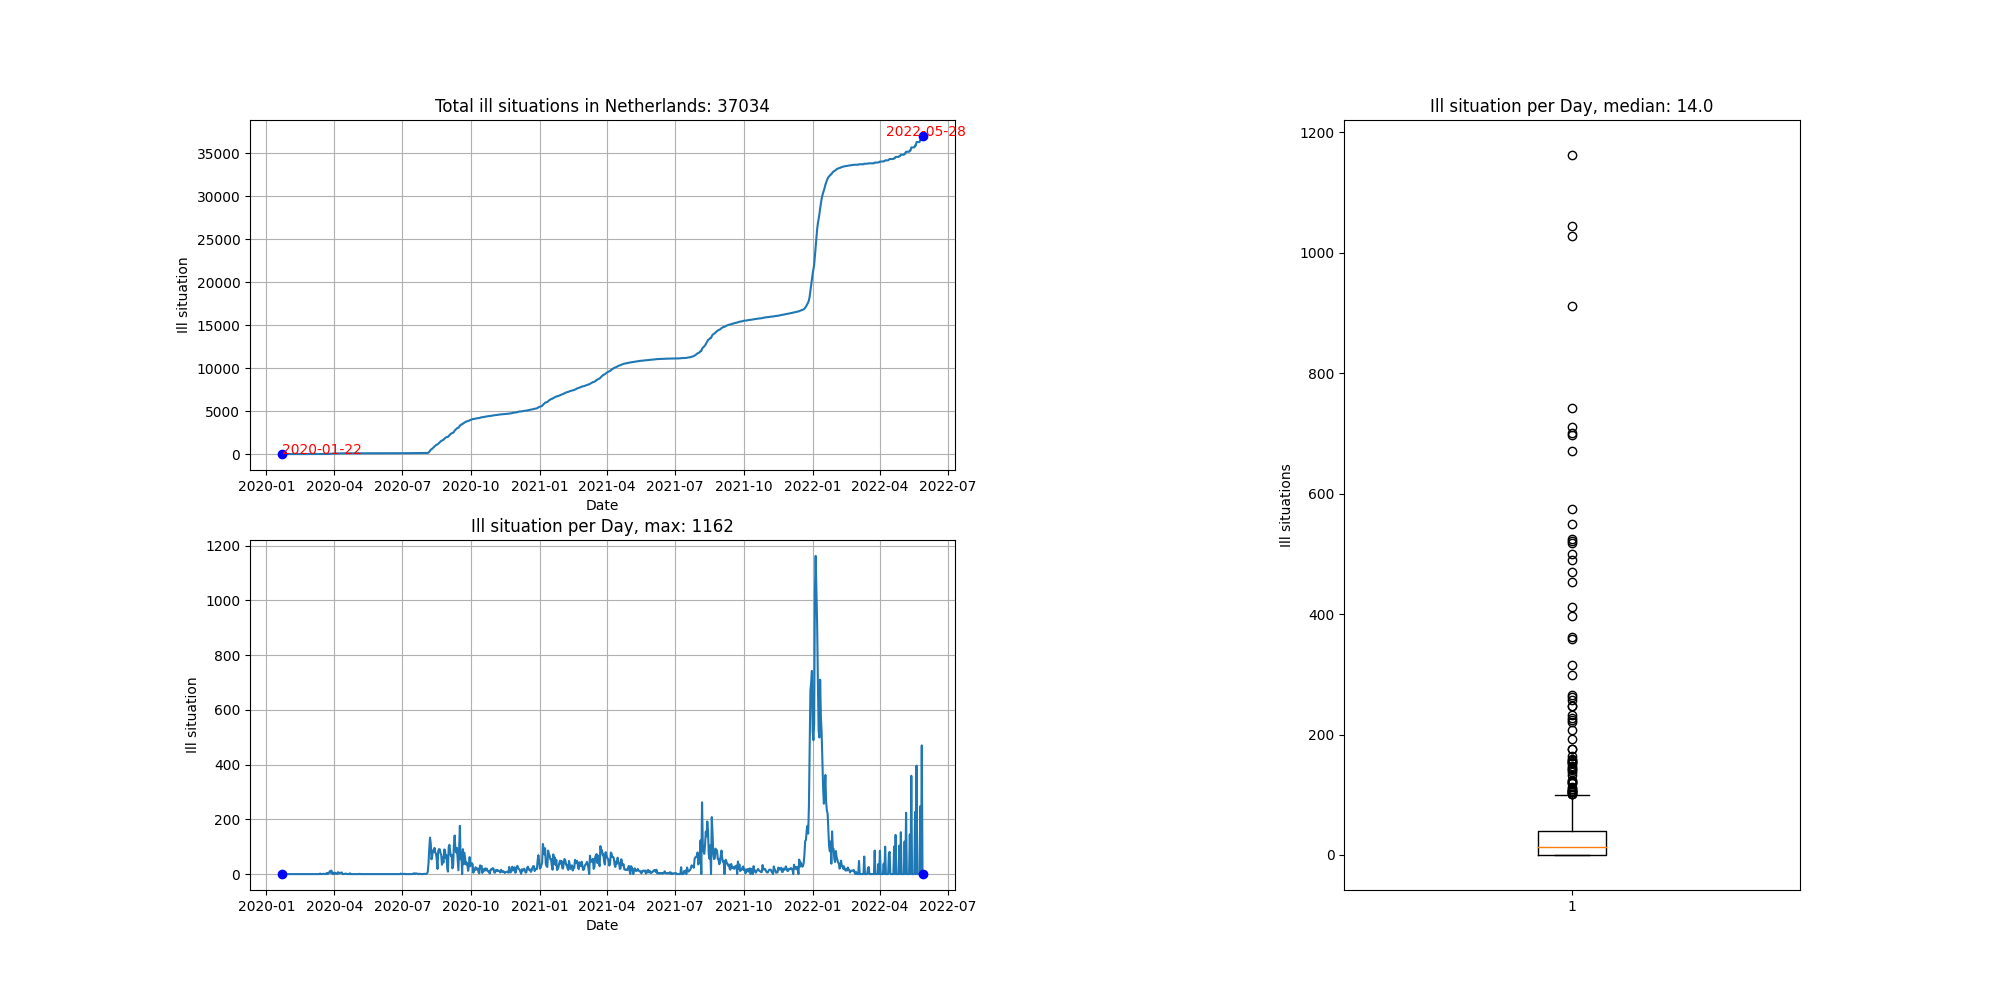 Total ill situations in Netherlands: 37034
Ill situation
35000
30000
25000
20000
15000
10000
5000
0
2022-05-28
2020-01-22
2020-01 2020-04 2020-07 2020-10 2021-01 2021-04 2021-07 2021-10 2022-01 2022-04 2022-07
Date
Ill situation per Day, max: 1162
Ill situation
1200
1000
800
600
400
200
0
2020-01 2020-04 2020-07 2020-10 2021-01 2021-04 2021-07 2021-10 2022-01 2022-04 2022-07
Date
Ill situation per Day, median: 14.0
Ill situations
1200
1000
800
600
400
200
0
1